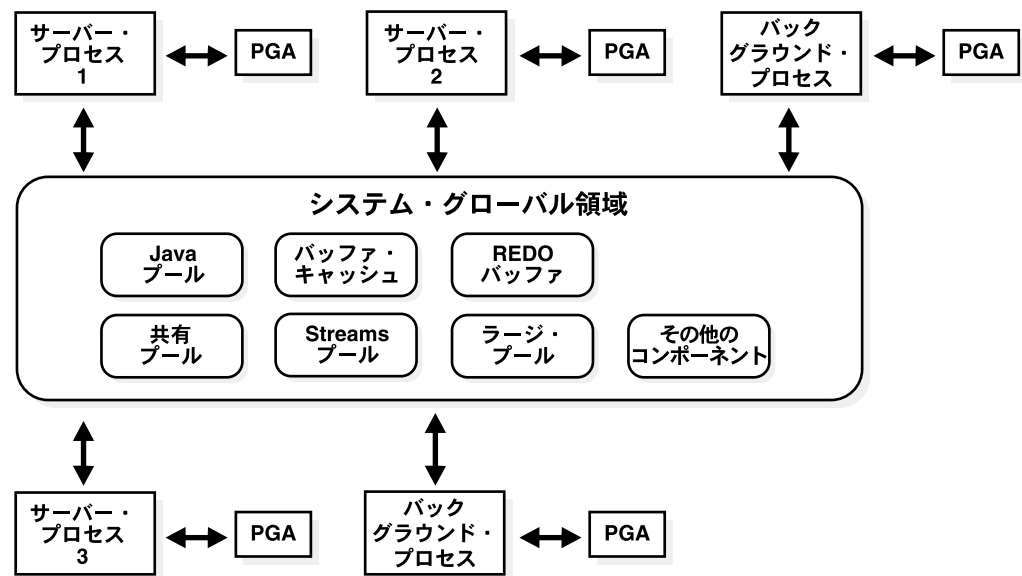 サーバー・
プロセス
1
PGA
サーバー・
プロセス
2
PGA
バック
グラウンド・
プロセス
PGA
システム・グローバル領域
Java
プール
バッファ・
キャッシュ
REDO
バッファ
共有
プール
Streams
プール
ラージ・
プール
その他の
コンポーネント
サーバー・
プロセス
3
PGA
バック
グラウンド・
プロセス
PGA